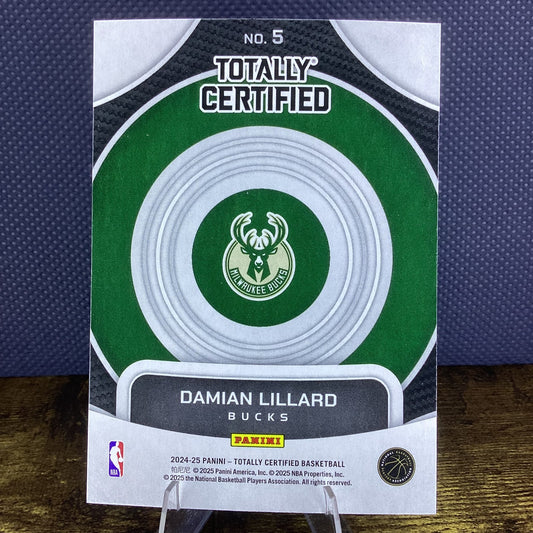 NO. 5
TOTALLY
CERTIFIED
MILWAUKEE BUCKS
DAMIAN LILLARD
BUCKS
PANINI
2024-25 PANINI – TOTALLY CERTIFIED BASKETBALL
帕尼尼 © 2025 Panini America, Inc. © 2025 NBA Properties, Inc.
© 2025 the National Basketball Players Association. All rights reserved.
NBA